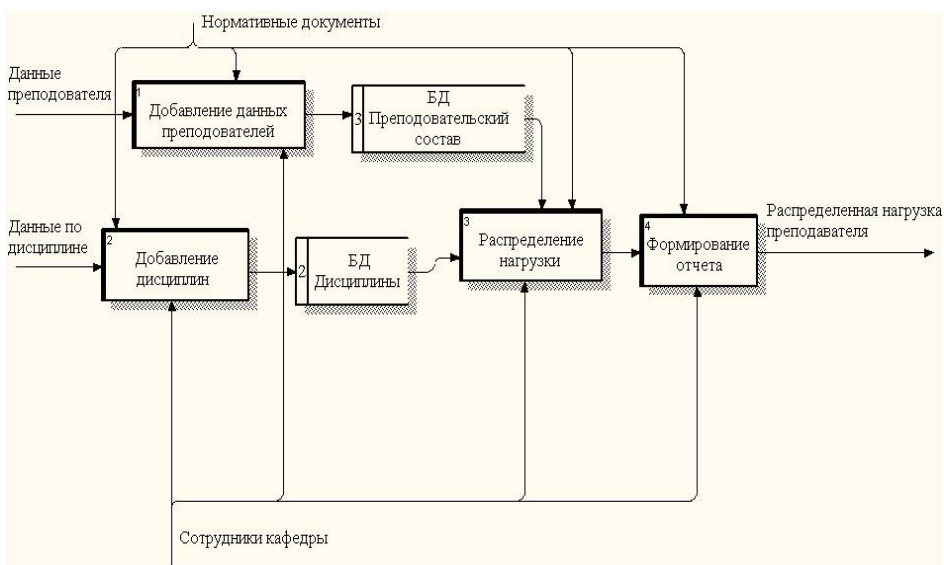 Нормативные документы
Данные
преподователя
1
Добавление данных
преподователей
3
БД
Преподовательский
состав
Данные по
дисциплине
2
Добавление
дисциплин
2
БД
Дисциплины
3
Распределение
нагрузки
4
Формирование
отчета
Распределенная нагрузка
преподавателя
Сотрудники кафедры